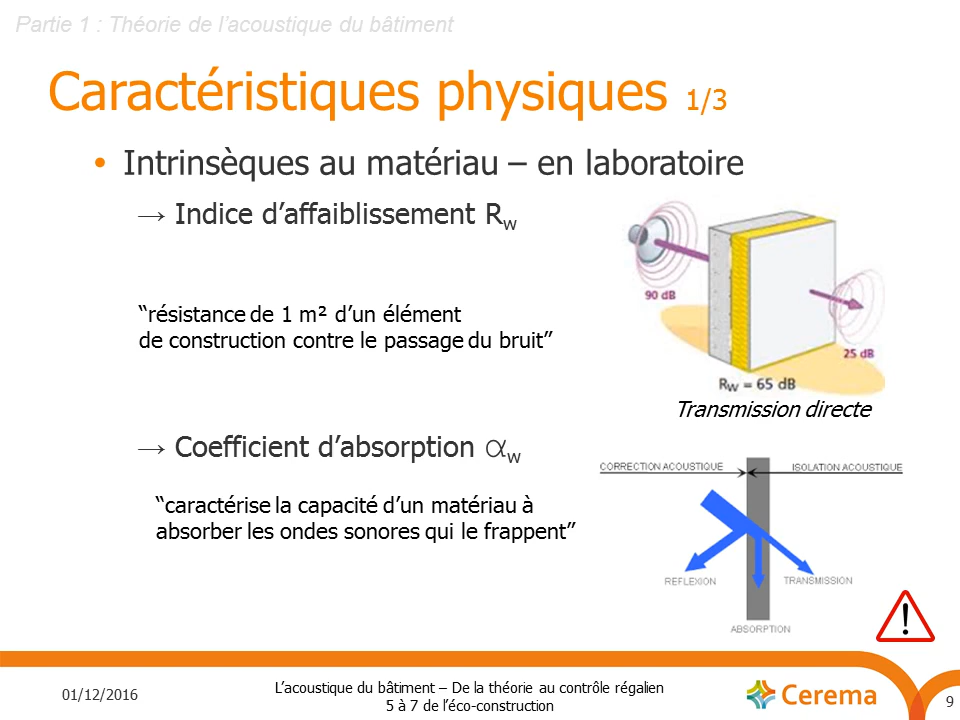 Partie 1 : Théorie de l’acoustique du bâtiment
Caractéristiques physiques 1/3
• Intrinsèques au matériau – en laboratoire
→ Indice d’affaiblissement Rw
“résistance de 1 m² d’un élément
de construction contre le passage du bruit”
90 dB
25 dB
RW = 65 dB
Transmission directe
→ Coefficient d’absorption αw
“caractérise la capacité d’un matériau à
absorber les ondes sonores qui le frappent”
CORRECTION ACOUSTIQUE
ISOLATION ACOUSTIQUE
REFLEXION
TRANSMISSION
ABSORPTION
!
01/12/2016
L’acoustique du bâtiment – De la théorie au contrôle régalien
5 à 7 de l’éco-construction
Cerema
9